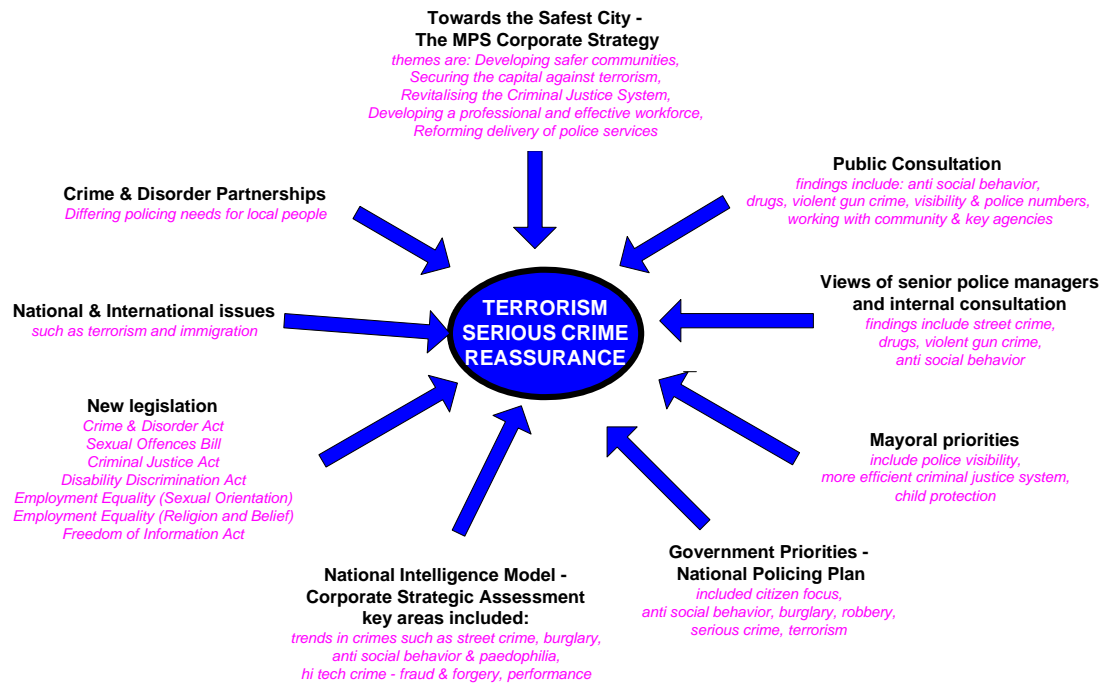 Towards the Safest City -
The MPS Corporate Strategy
themes are: Developing safer communities,
Securing the capital against terrorism,
Revitalising the Criminal Justice System,
Developing a professional and effective workforce,
Reforming delivery of police services
Public Consultation
findings include: anti social behavior,
drugs, violent gun crime, visibility & police numbers,
working with community & key agencies
Crime & Disorder Partnerships
Differing policing needs for local people
Views of senior police managers
and internal consultation
findings include street crime,
drugs, violent gun crime,
anti social behavior
National & International issues
such as terrorism and immigration
TERRORISM
SERIOUS CRIME
REASSURANCE
New legislation
Crime & Disorder Act
Sexual Offences Bill
Criminal Justice Act
Disability Discrimination Act
Employment Equality (Sexual Orientation)
Employment Equality (Religion and Belief)
Freedom of Information Act
Mayoral priorities
include police visibility,
more efficient criminal justice system,
child protection
Government Priorities -
National Policing Plan
included citizen focus,
anti social behavior, burglary, robbery,
serious crime, terrorism
National Intelligence Model -
Corporate Strategic Assessment
key areas included:
trends in crimes such as street crime, burglary,
anti social behavior & paedophilia,
hi tech crime - fraud & forgery, performance